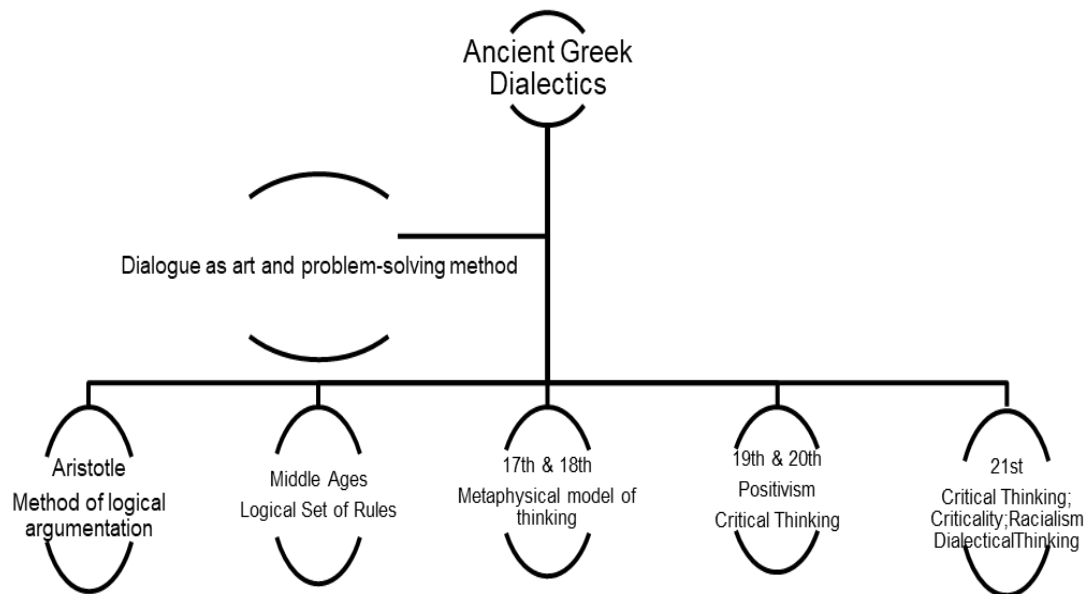 Ancient Greek
Dialectics
Dialogue as art and problem-solving method
Aristotle
Method of logical
argumentation
Middle Ages
Logical Set of Rules
17th & 18th
Metaphysical model of
thinking
19th & 20th
Positivism
Critical Thinking
21st
Critical Thinking;
Criticality;Racialism
DialecticalThinking